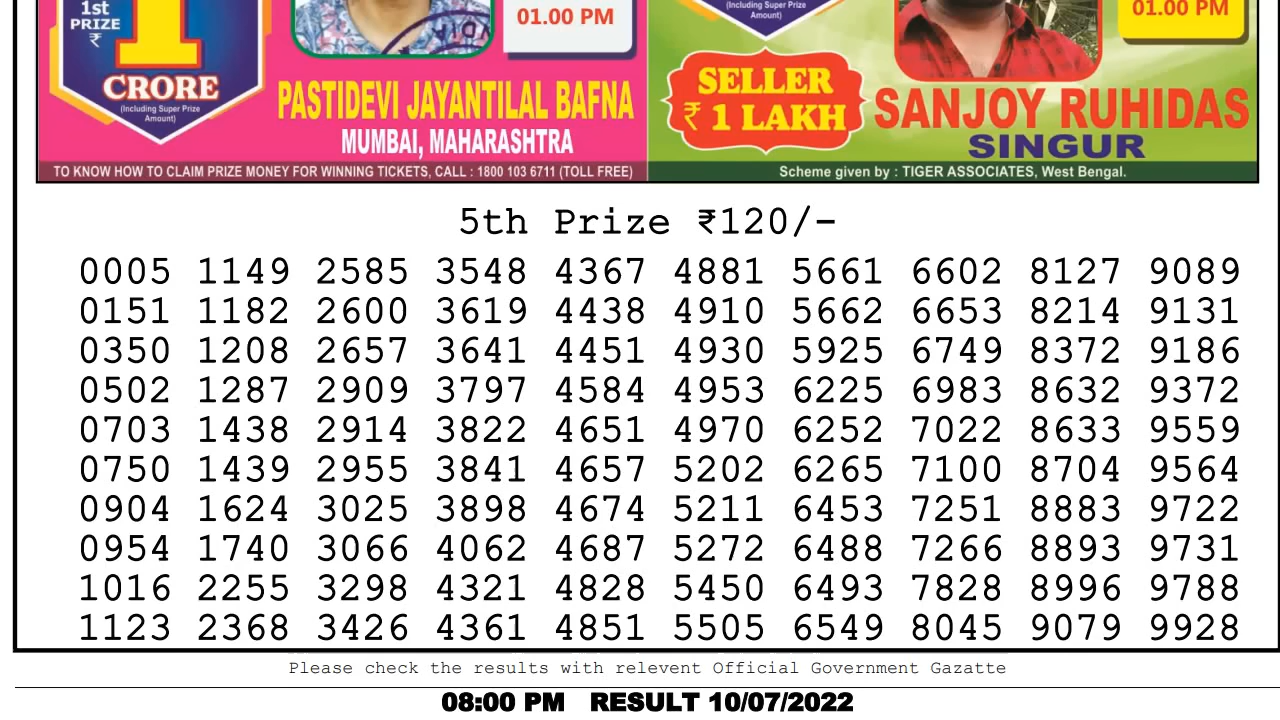 1st
PRIZE
₹
1
CRORE
(Including Super Prize
Amount)
01.00 PM
PASTIDEVI JAYANTILAL BAFNA
MUMBAI, MAHARASHTRA
TO KNOW HOW TO CLAIM PRIZE MONEY FOR WINNING TICKETS, CALL : 1800 103 6711 (TOLL FREE)
(Including Super Prize
Amount)
01.00 PM
SELLER
₹ 1 LAKH
SANJOY RUHIDAS
SINGUR
Scheme given by : TIGER ASSOCIATES, West Bengal.
5th Prize ₹120/-
0005 1149 2585 3548 4367 4881 5661 6602 8127 9089
0151 1182 2600 3619 4438 4910 5662 6653 8214 9131
0350 1208 2657 3641 4451 4930 5925 6749 8372 9186
0502 1287 2909 3797 4584 4953 6225 6983 8632 9372
0703 1438 2914 3822 4651 4970 6252 7022 8633 9559
0750 1439 2955 3841 4657 5202 6265 7100 8704 9564
0904 1624 3025 3898 4674 5211 6453 7251 8883 9722
0954 1740 3066 4062 4687 5272 6488 7266 8893 9731
1016 2255 3298 4321 4828 5450 6493 7828 8996 9788
1123 2368 3426 4361 4851 5505 6549 8045 9079 9928
Please check the results with relevent Official Government Gazatte
08:00 PM RESULT 10/07/2022